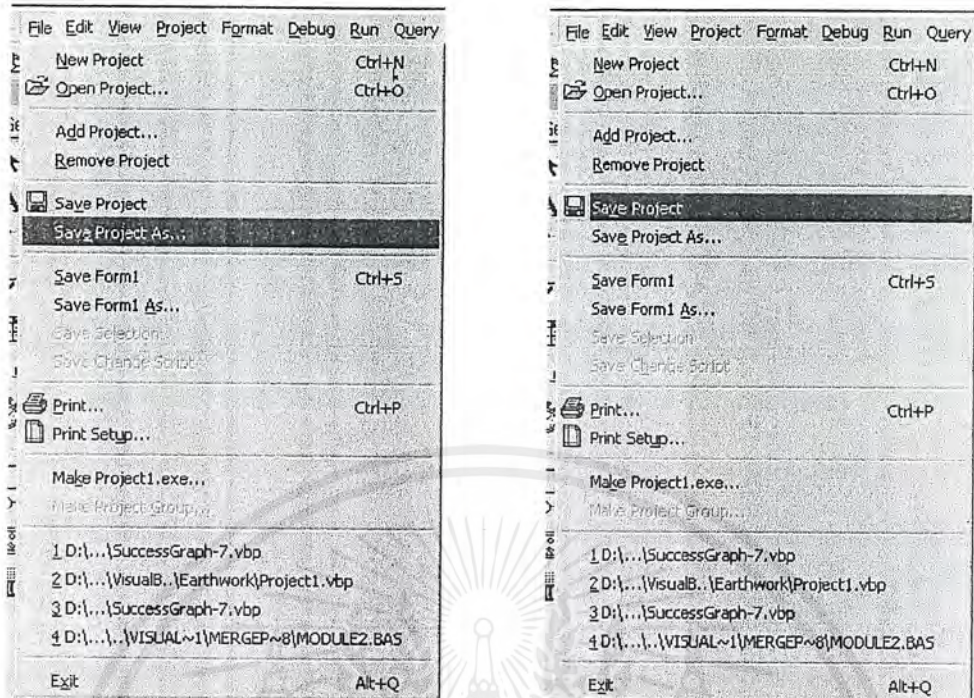 File Edit View Project Format Debug Run Query
New Project Ctrl+N
Open Project... Ctrl+O
Add Project...
Remove Project
Save Project
Save Project As...
Save Form1 Ctrl+S
Save Form1 As...
Save Selection
Save Change Script
Print... Ctrl+P
Print Setup...
Make Project1.exe...
Make Project Group...
1 D:\...\SuccessGraph-7.vbp
2 D:\...\VisualB..\Earthwork\Project1.vbp
3 D:\...\SuccessGraph-7.vbp
4 D:\...\..\VISUAL~1\MERGEP~8\MODULE2.BAS
Exit Alt+Q
File Edit View Project Format Debug Run Query
New Project Ctrl+N
Open Project... Ctrl+O
Add Project...
Remove Project
Save Project
Save Project As...
Save Form1 Ctrl+S
Save Form1 As...
Save Selection
Save Change Script
Print... Ctrl+P
Print Setup...
Make Project1.exe...
Make Project Group...
1 D:\...\SuccessGraph-7.vbp
2 D:\...\VisualB..\Earthwork\Project1.vbp
3 D:\...\SuccessGraph-7.vbp
4 D:\...\..\VISUAL~1\MERGEP~8\MODULE2.BAS
Exit Alt+Q